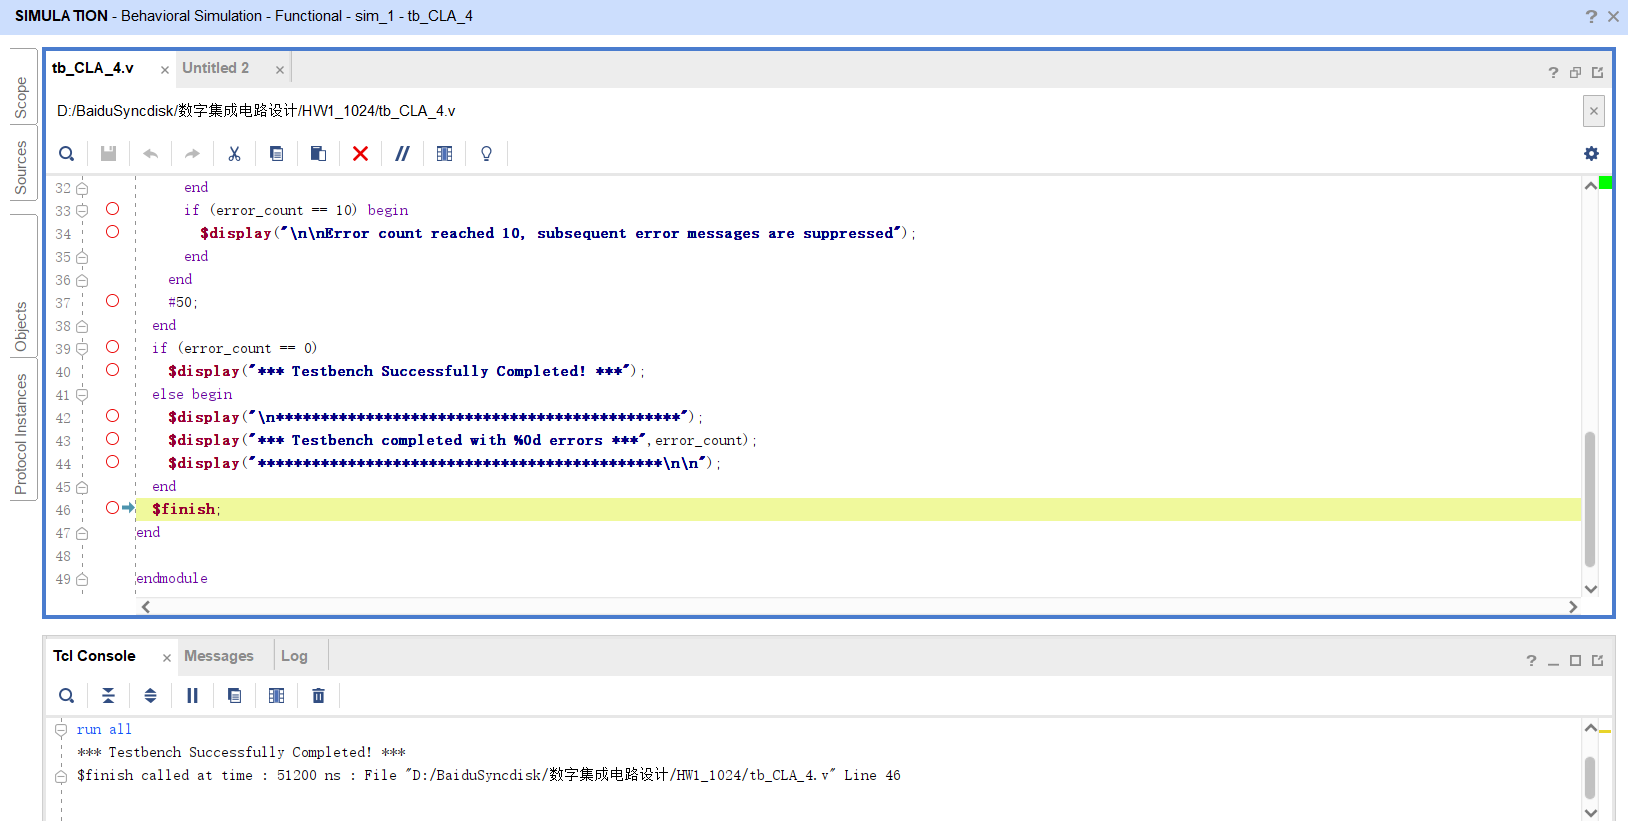 SIMULATION - Behavioral Simulation - Functional - sim_1 - tb_CLA_4
Scope
Sources
Objects
Protocol Instances
tb_CLA_4.v
Untitled 2
D:/BaiduSyncdisk/数字集成电路设计/HW1_1024/tb_CLA_4.v
32 end
33 if (error_count == 10) begin
34 $display("\n\nError count reached 10, subsequent error messages are suppressed");
35 end
36 end
37 #50;
38 end
39 if (error_count == 0)
40 $display("*** Testbench Successfully Completed! ***");
41 else begin
42 $display("\n*********************************************");
43 $display("*** Testbench completed with %0d errors ***",error_count);
44 $display("*********************************************\n\n");
45 end
46 $finish;
47 end
48
49 endmodule
Tcl Console
Messages
Log
run all
*** Testbench Successfully Completed! ***
$finish called at time : 51200 ns : File "D:/BaiduSyncdisk/数字集成电路设计/HW1_1024/tb_CLA_4.v" Line 46